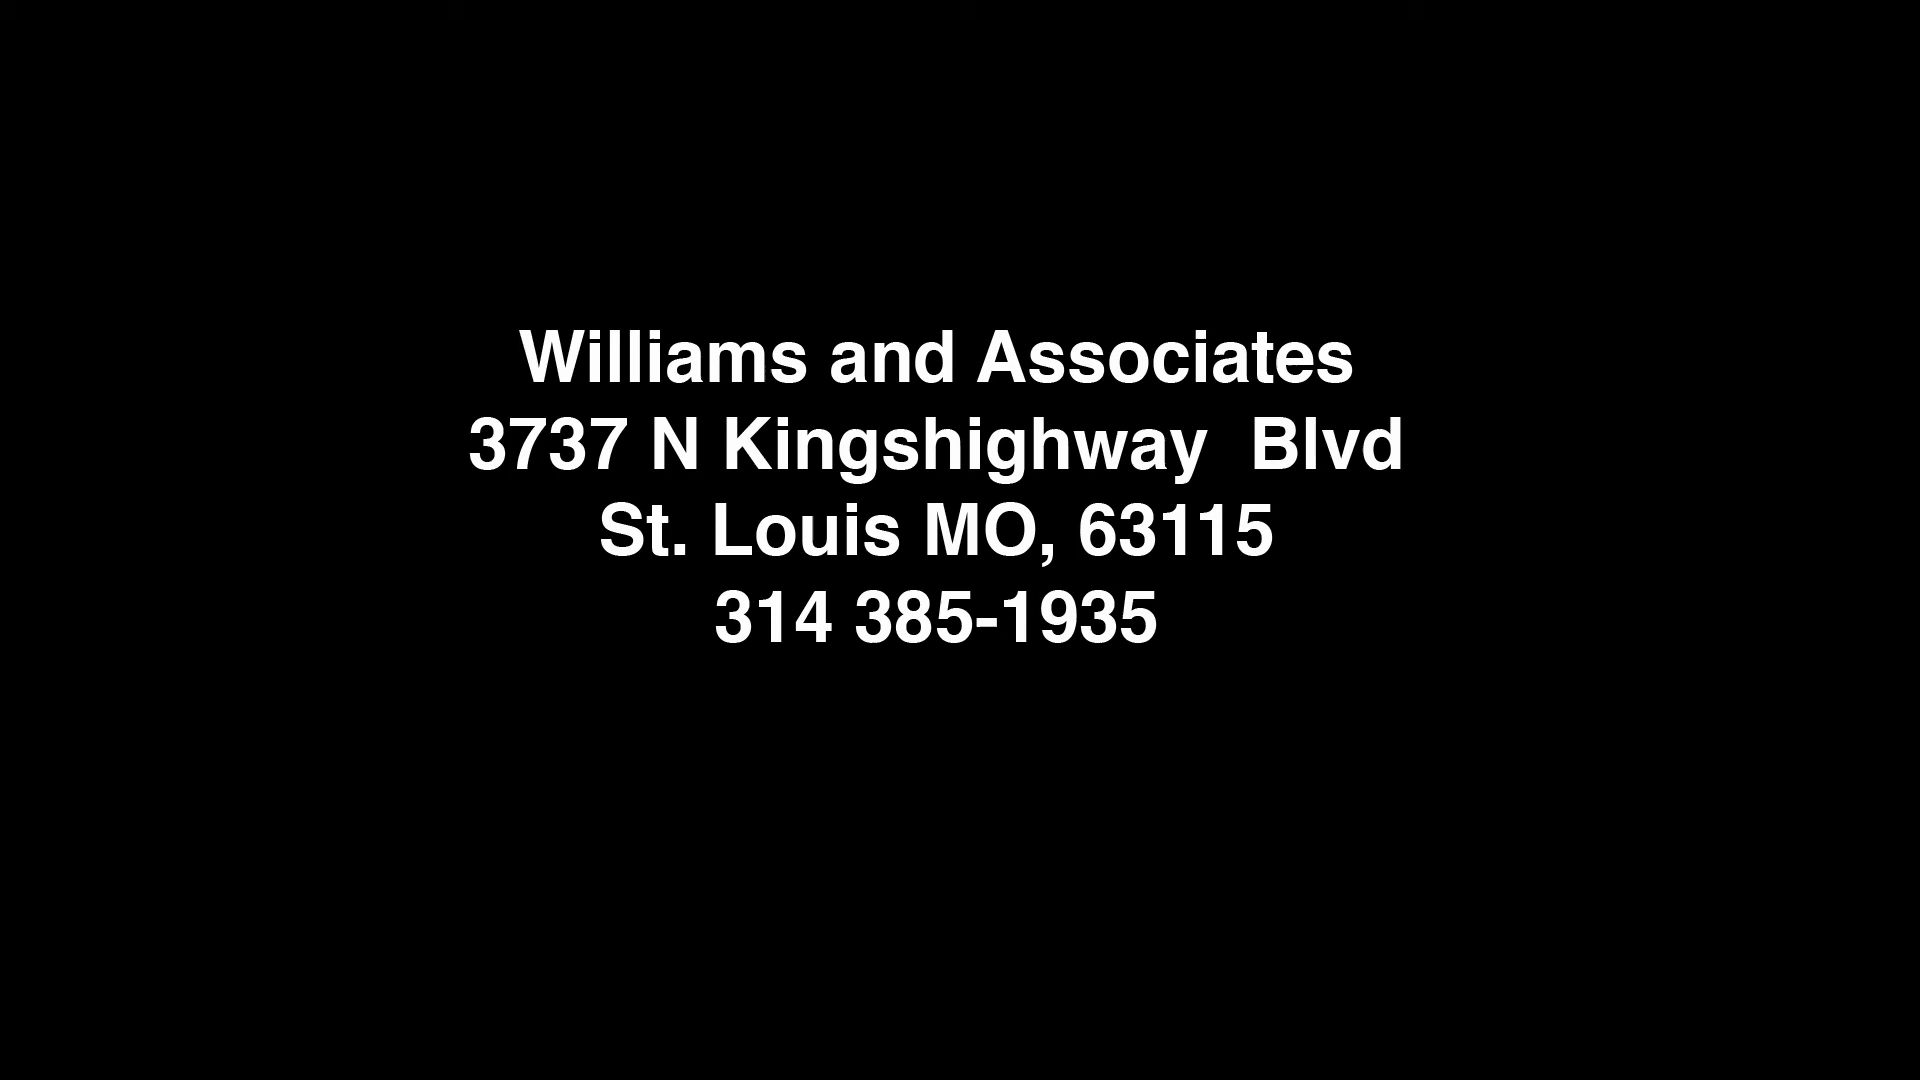 Williams and Associates
3737 N Kingshighway  Blvd
St. Louis MO, 63115
314 385-1935